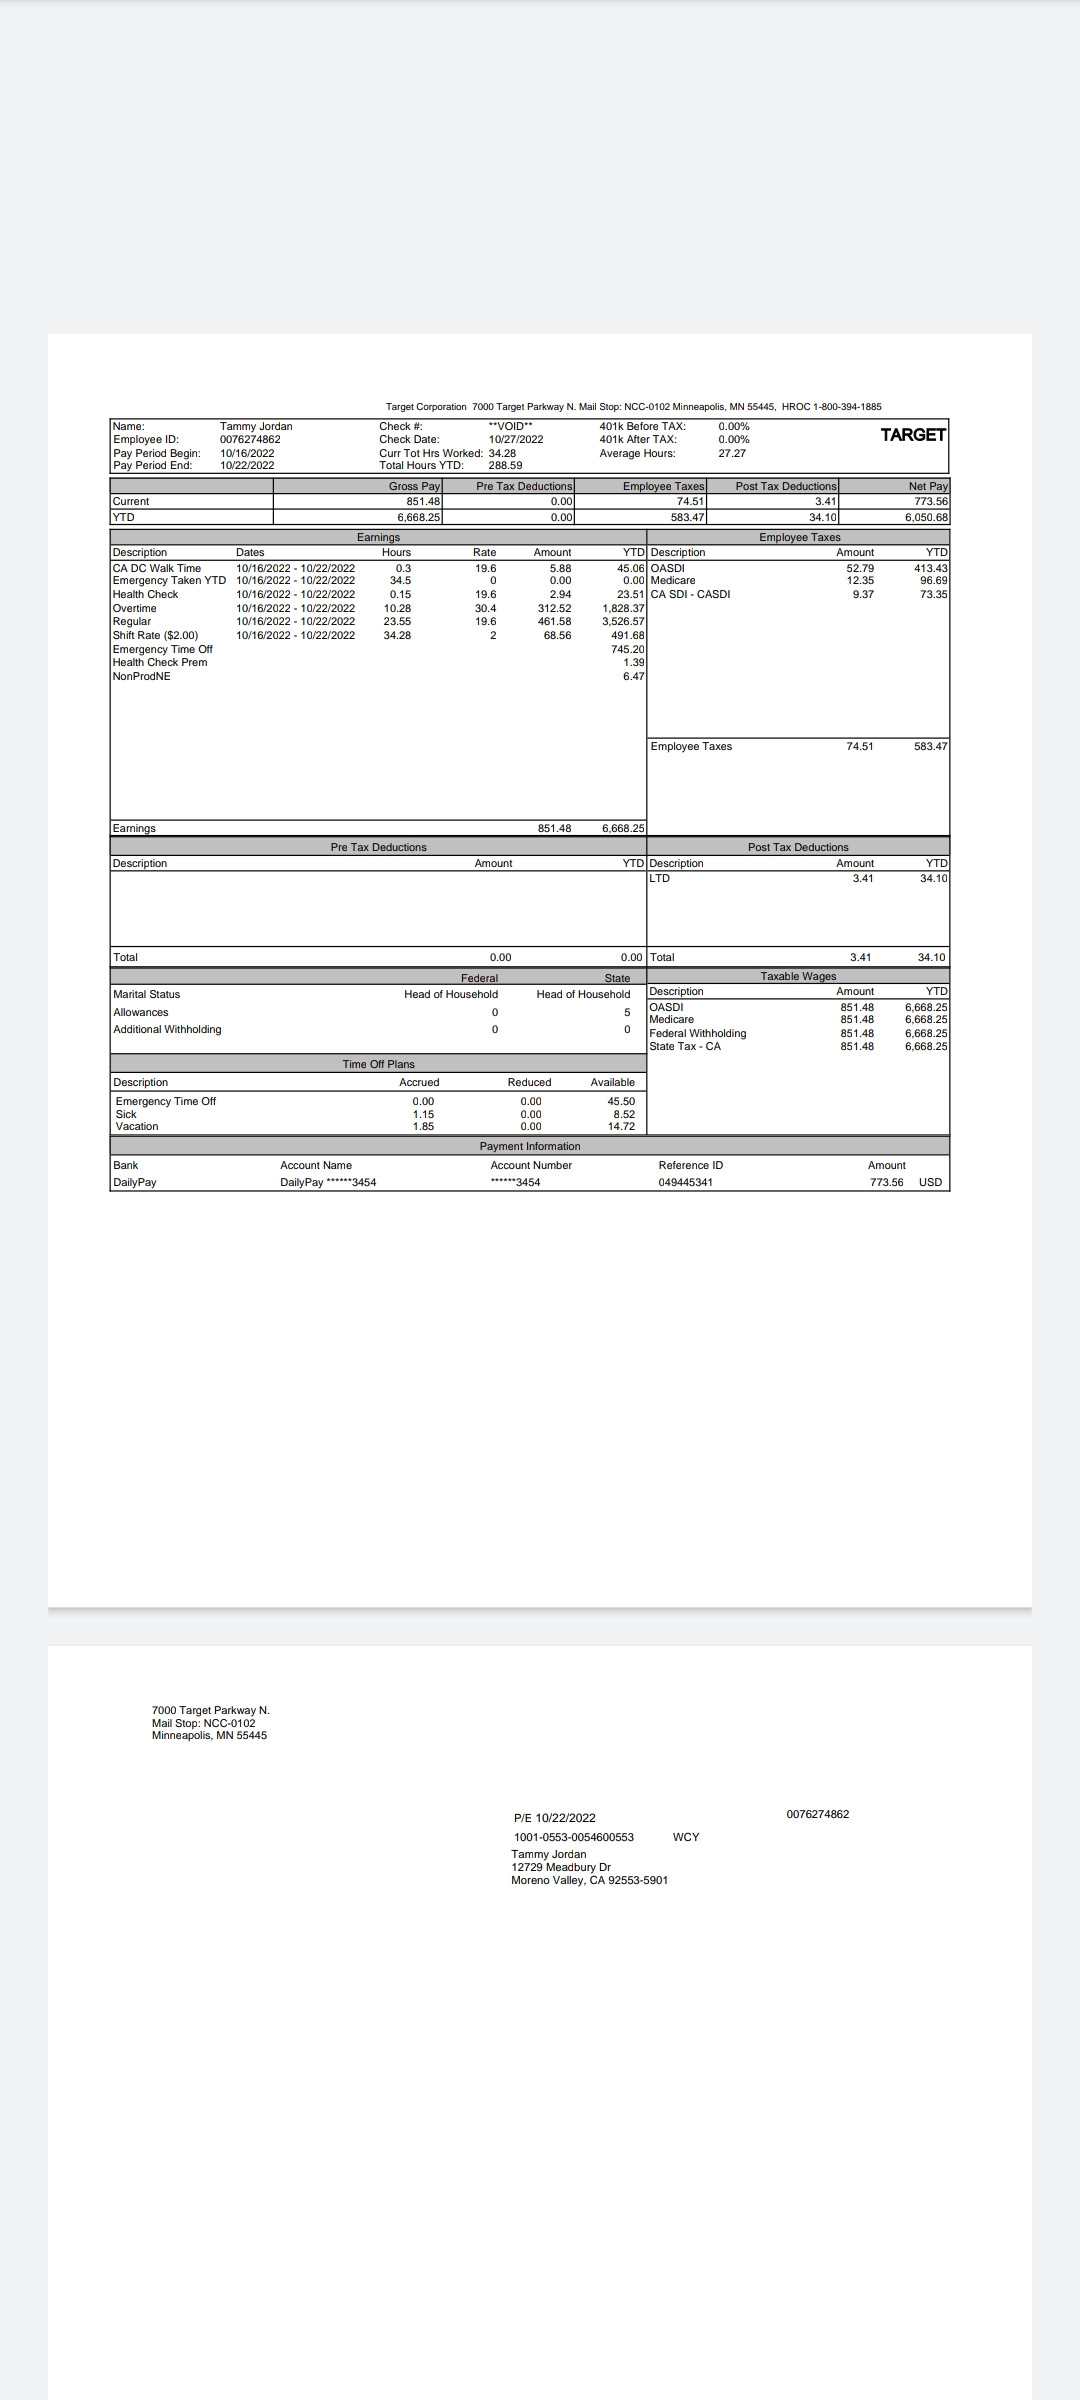 Target Corporation 7000 Target Parkway N. Mail Stop: NCC-0102 Minneapolis, MN 55445, HROC 1-800-394-1885
Name: Tammy Jordan Check #: **VOID** 401k Before TAX: 0.00% TARGET
Employee ID: 0076274862 Check Date: 10/27/2022 401k After TAX: 0.00%
Pay Period Begin: 10/16/2022 Curr Tot Hrs Worked: 34.28 Average Hours: 27.27
Pay Period End: 10/22/2022 Total Hours YTD: 288.59
Gross Pay Pre Tax Deductions Employee Taxes Post Tax Deductions Net Pay
Current 851.48 0.00 74.51 3.41 773.56
YTD 6,668.25 0.00 583.47 34.10 6,050.68
Earnings Employee Taxes
Description Dates Hours Rate Amount YTD Description Amount YTD
CA DC Walk Time 10/16/2022 - 10/22/2022 0.3 19.6 5.88 45.06 OASDI 52.79 413.43
Emergency Taken YTD 10/16/2022 - 10/22/2022 34.5 0 0.00 0.00 Medicare 12.35 96.69
Health Check 10/16/2022 - 10/22/2022 0.15 19.6 2.94 23.51 CA SDI - CASDI 9.37 73.35
Overtime 10/16/2022 - 10/22/2022 10.28 30.4 312.52 1,828.37
Regular 10/16/2022 - 10/22/2022 23.55 19.6 461.58 3,526.57
Shift Rate ($2.00) 10/16/2022 - 10/22/2022 34.28 2 68.56 491.68
Emergency Time Off 745.20
Health Check Prem 1.39
NonProdNE 6.47
Employee Taxes 74.51 583.47
Earnings 851.48 6,668.25
Pre Tax Deductions Post Tax Deductions
Description Amount YTD Description Amount YTD
LTD 3.41 34.10
Total 0.00 0.00 Total 3.41 34.10
Federal State Taxable Wages
Marital Status Head of Household Head of Household Description Amount YTD
Allowances 0 5 OASDI 851.48 6,668.25
Medicare 851.48 6,668.25
Additional Withholding 0 0 Federal Withholding 851.48 6,668.25
State Tax - CA 851.48 6,668.25
Time Off Plans
Description Accrued Reduced Available
Emergency Time Off 0.00 0.00 45.50
Sick 1.15 0.00 8.52
Vacation 1.85 0.00 14.72
Payment Information
Bank Account Name Account Number Reference ID Amount
DailyPay DailyPay ******3454 ******3454 049445341 773.56 USD
7000 Target Parkway N.
Mail Stop: NCC-0102
Minneapolis, MN 55445
P/E 10/22/2022 0076274862
1001-0553-0054600553 WCY
Tammy Jordan
12729 Meadbury Dr
Moreno Valley, CA 92553-5901